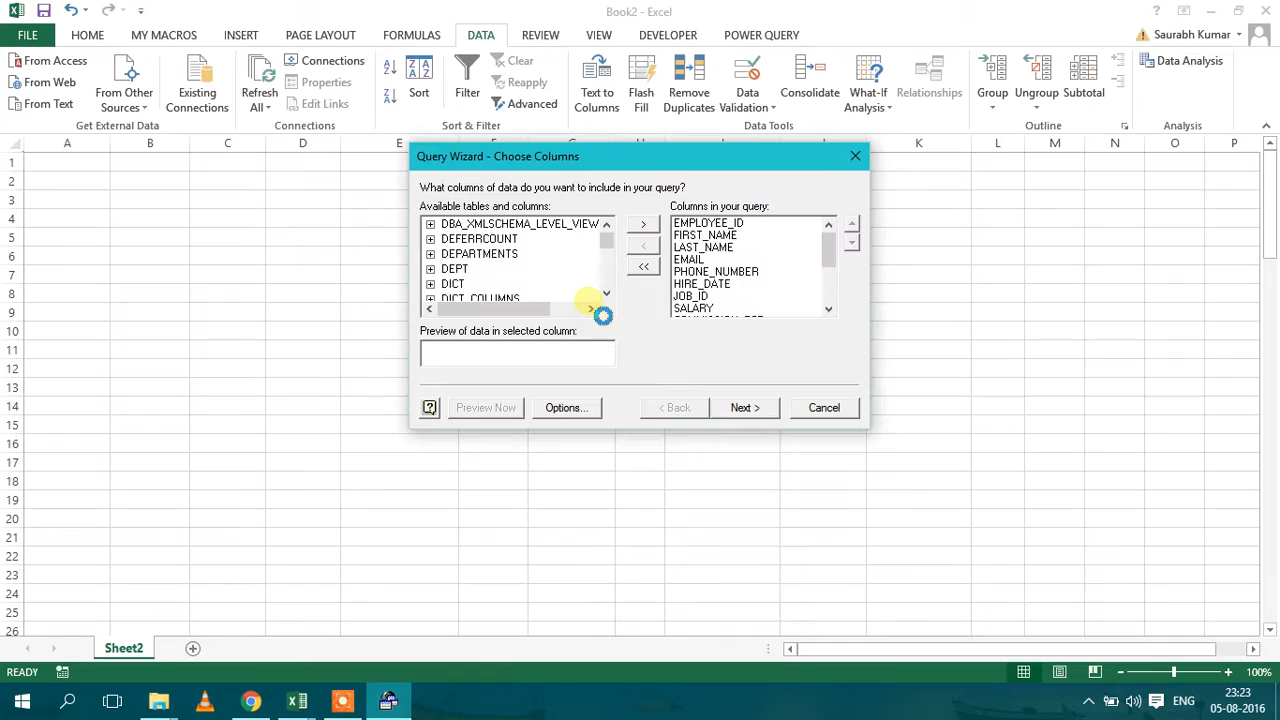 Book2 - Excel
?
FILE HOME MY MACROS INSERT PAGE LAYOUT FORMULAS DATA REVIEW VIEW DEVELOPER POWER QUERY Saurabh Kumar
From Access
From Web
From Text
From Other Sources
Existing Connections
Get External Data
Refresh All
Connections
Properties
Edit Links
Connections
Sort
Filter
Clear
Reapply
Advanced
Sort & Filter
Text to Columns
Flash Fill
Remove Duplicates
Data Validation
Consolidate
What-If Analysis
Relationships
Data Tools
Group
Ungroup
Subtotal
Outline
Data Analysis
Analysis
A B C D E F G H I J K L M N O P
1
2
3
4
5
6
7
8
9
10
11
12
13
14
15
16
17
18
19
20
21
22
23
24
25
26
Query Wizard - Choose Columns
What columns of data do you want to include in your query?
Available tables and columns:
DBA_XMLSCHEMA_LEVEL_VIEW
DEFERRCOUNT
DEPARTMENTS
DEPT
DICT
DICT_COLUMNS
>
<
<<
Columns in your query:
EMPLOYEE_ID
FIRST_NAME
LAST_NAME
EMAIL
PHONE_NUMBER
HIRE_DATE
JOB_ID
SALARY
Preview of data in selected column:
? Preview Now Options... < Back Next > Cancel
Sheet2
READY 100%
ENG
23:23
05-08-2016